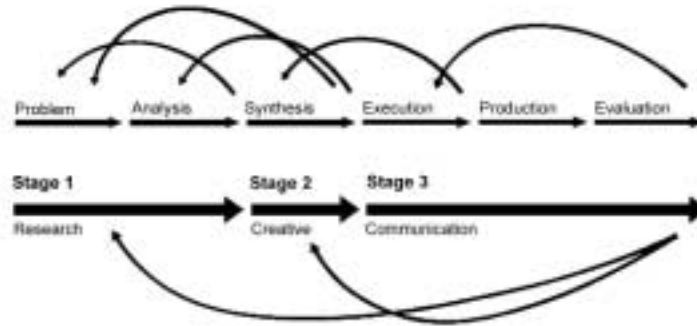 Problem Analysis Synthesis Execution Production Evaluation
Stage 1 Stage 2 Stage 3
Research Creative Communication